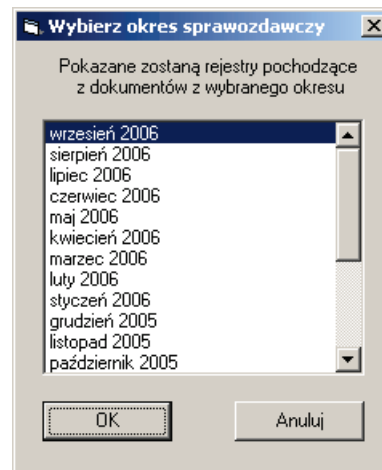 Wybierz okres sprawozdawczy
Pokazane zostaną rejestry pochodzące
z dokumentów z wybranego okresu
wrzesień 2006
sierpień 2006
lipiec 2006
czerwiec 2006
maj 2006
kwiecień 2006
marzec 2006
luty 2006
styczeń 2006
grudzień 2005
listopad 2005
październik 2005
OK
Anuluj